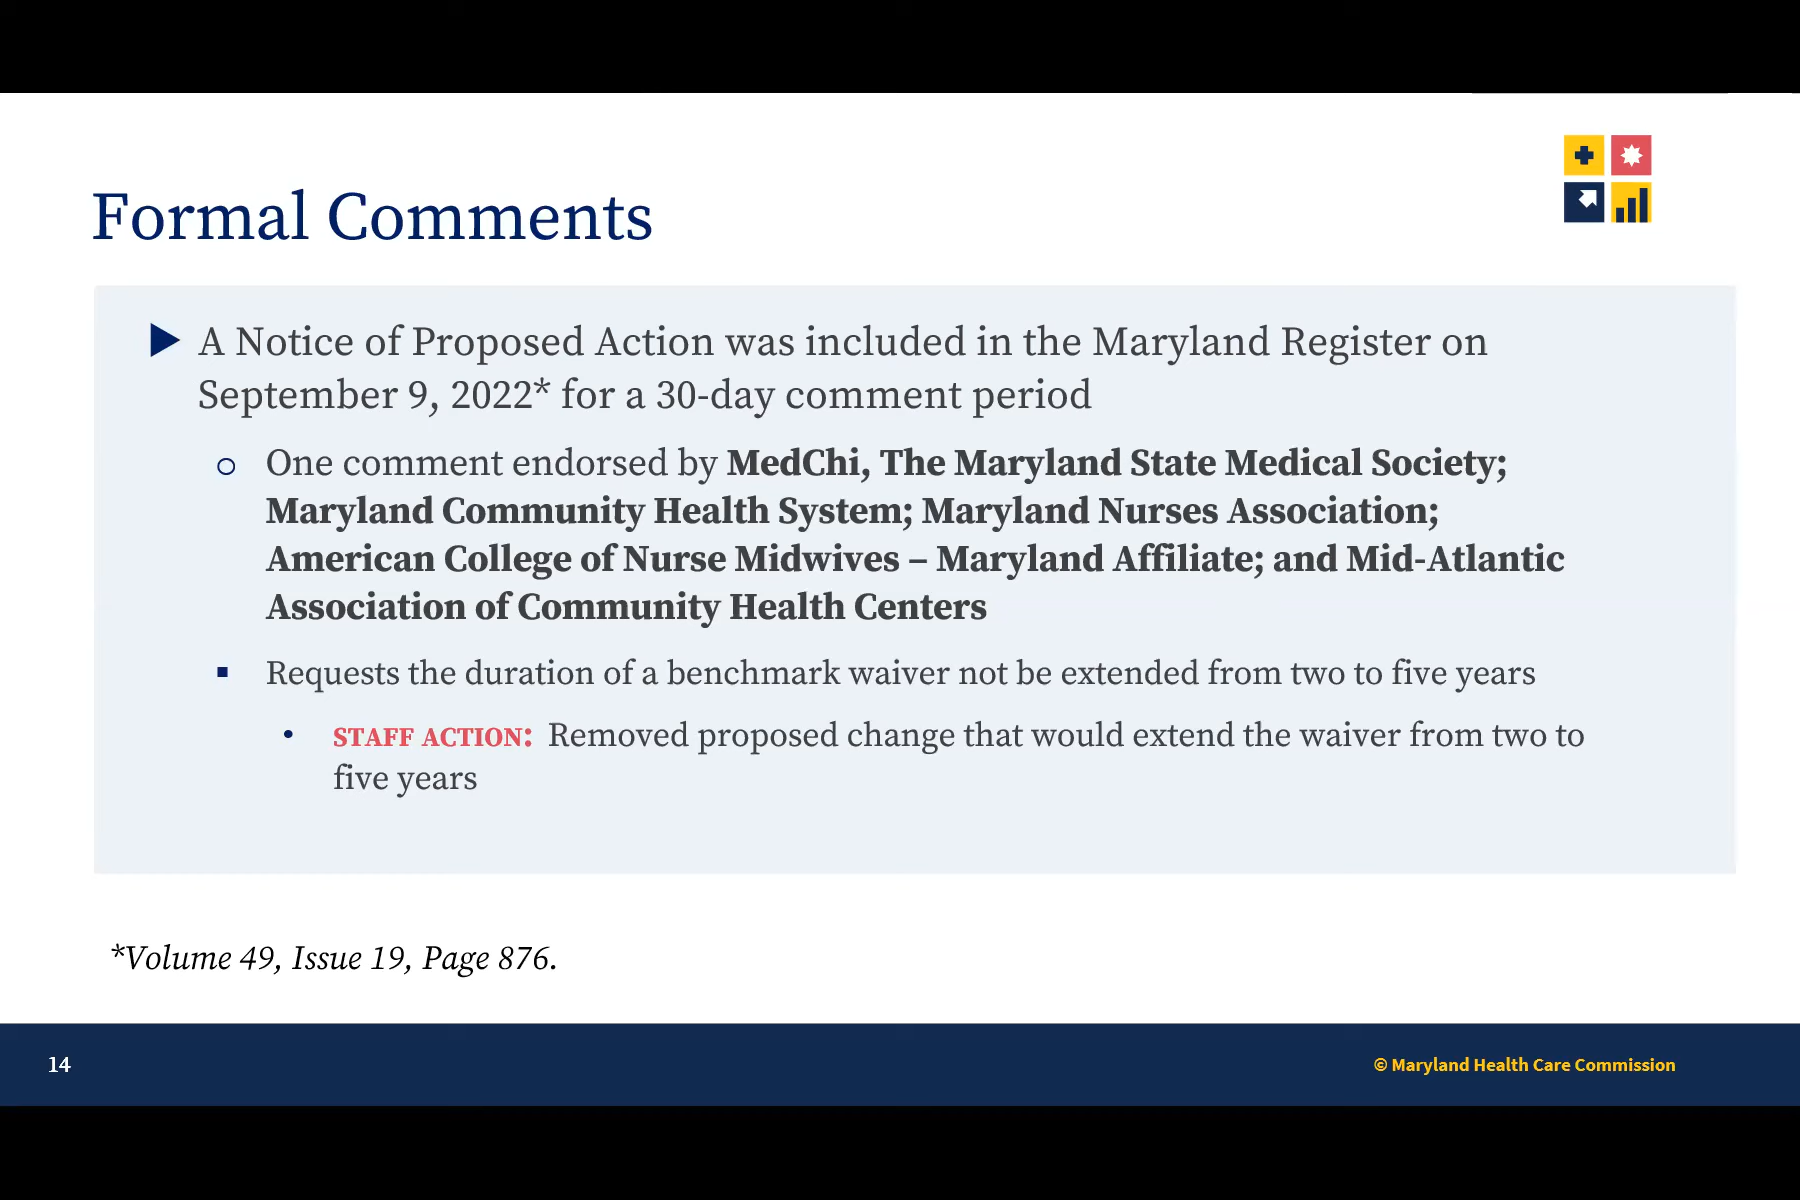 Formal Comments
A Notice of Proposed Action was included in the Maryland Register on
September 9, 2022* for a 30-day comment period
One comment endorsed by MedChi, The Maryland State Medical Society;
Maryland Community Health System; Maryland Nurses Association;
American College of Nurse Midwives – Maryland Affiliate; and Mid-Atlantic
Association of Community Health Centers
Requests the duration of a benchmark waiver not be extended from two to five years
STAFF ACTION: Removed proposed change that would extend the waiver from two to
five years
*Volume 49, Issue 19, Page 876.
14
© Maryland Health Care Commission